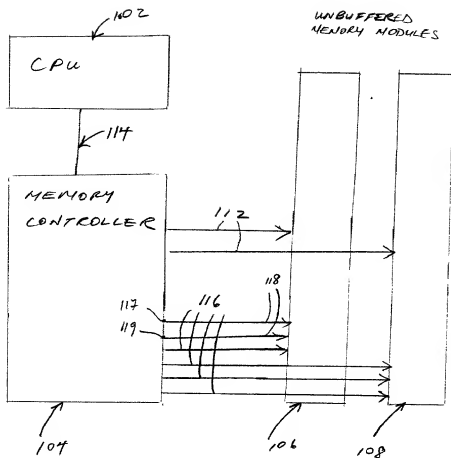 102
UNBUFFERED
MEMORY MODULES
CPU
114
MEMORY
CONTROLLER
112
117
116
118
119
104
106
108